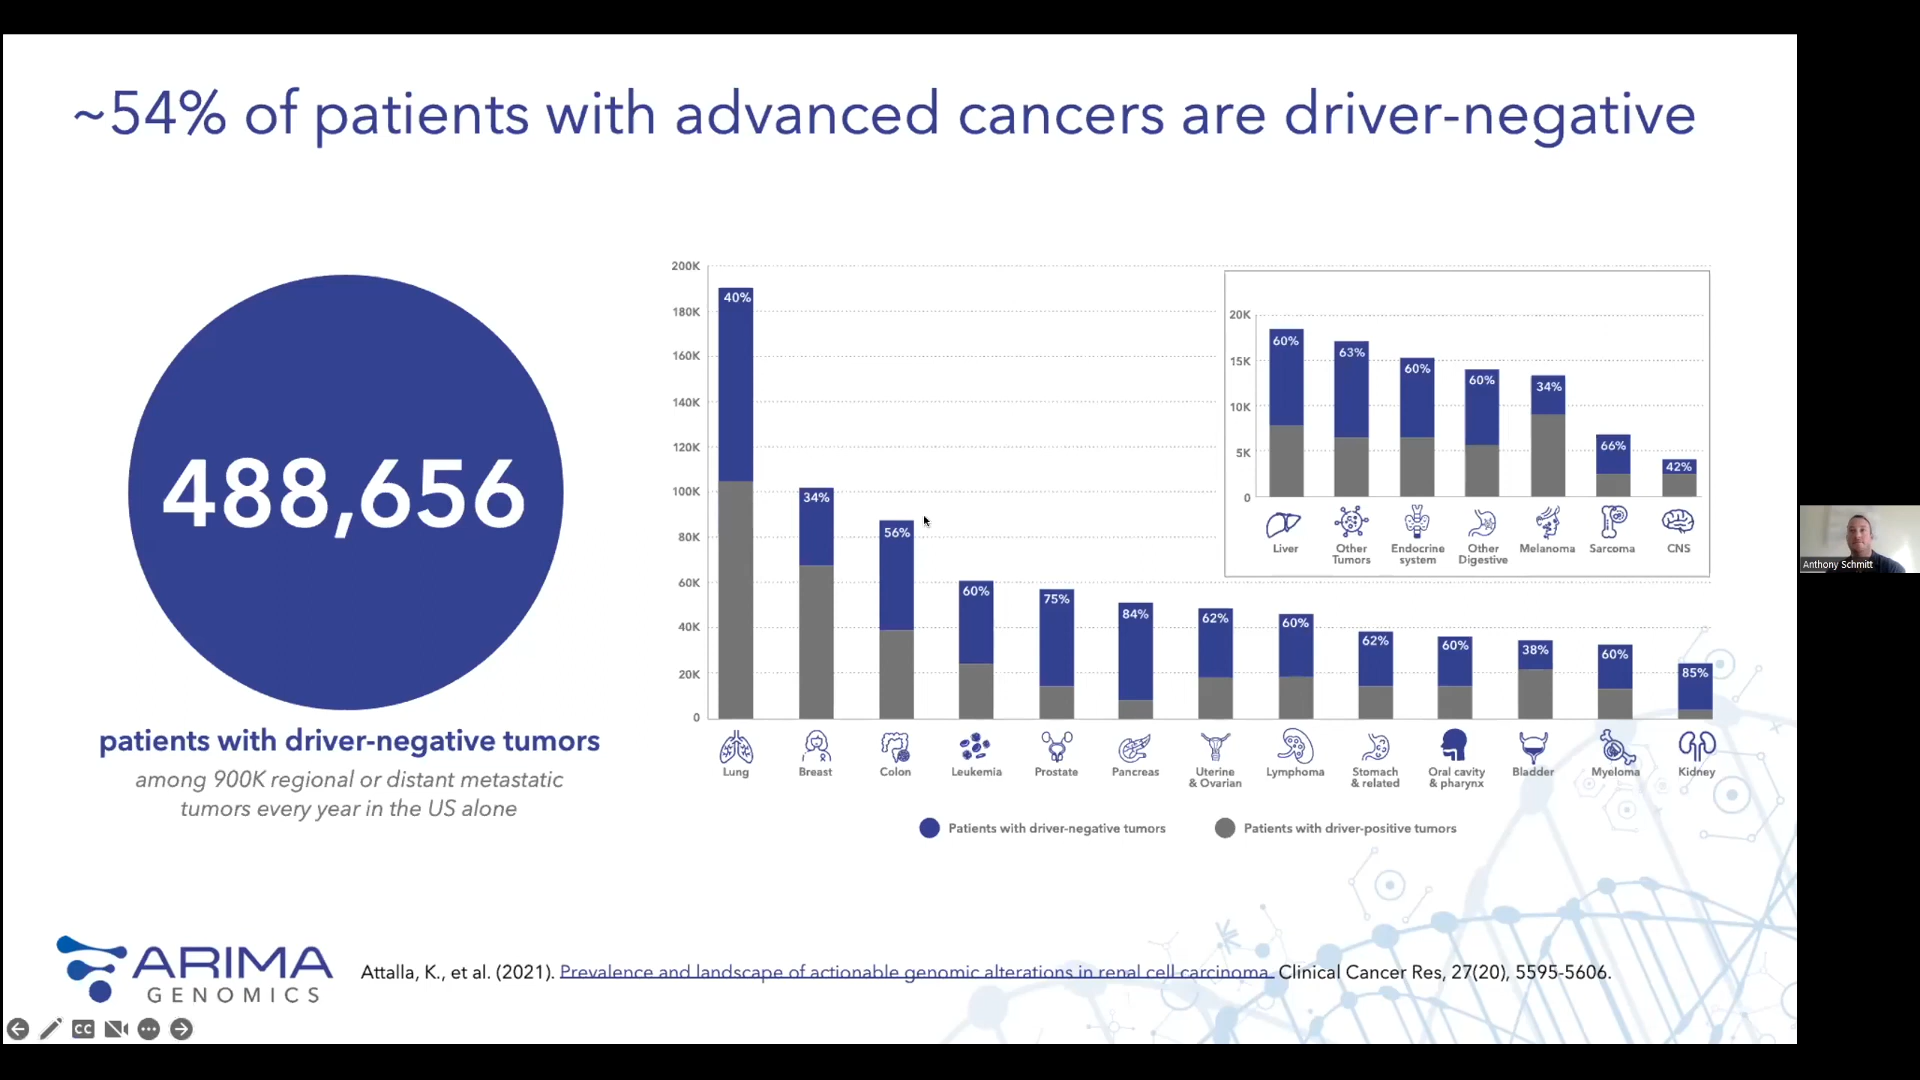 ~54% of patients with advanced cancers are driver-negative
488,656
patients with driver-negative tumors
among 900K regional or distant metastatic
tumors every year in the US alone
200K
180K
160K
140K
120K
100K
80K
60K
40K
20K
0
40%
34%
56%
60%
75%
84%
62%
60%
62%
60%
38%
60%
85%
Lung
Breast
Colon
Leukemia
Prostate
Pancreas
Uterine
& Ovarian
Lymphoma
Stomach
& related
Oral cavity
& pharynx
Bladder
Myeloma
Kidney
20K
15K
10K
5K
0
60%
63%
60%
60%
34%
66%
42%
Liver
Other
Tumors
Endocrine
system
Other
Digestive
Melanoma
Sarcoma
CNS
Patients with driver-negative tumors
Patients with driver-positive tumors
Anthony Schmitt
ARIMA
GENOMICS
Attalla, K., et al. (2021). Prevalence and landscape of actionable genomic alterations in renal cell carcinoma. Clinical Cancer Res, 27(20), 5595-5606.
CC